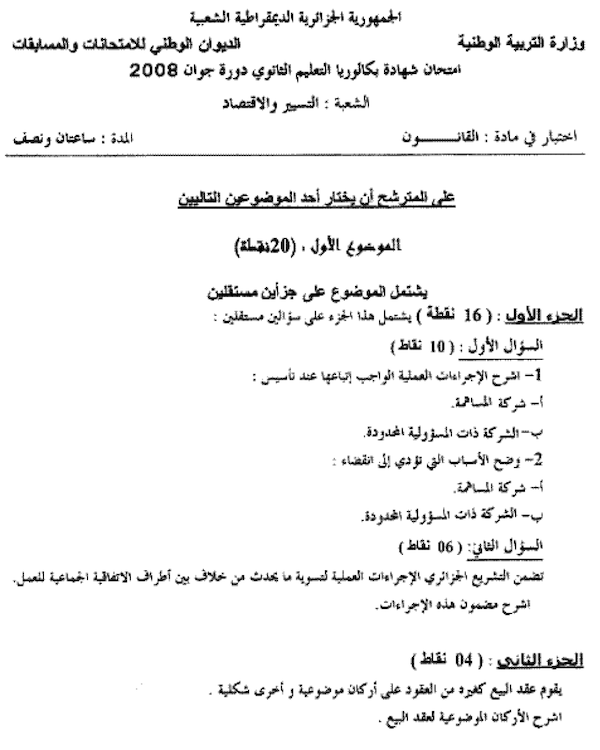 الجمهورية الجزائرية الديمقراطية الشعبية
وزارة التربية الوطنية الديوان الوطني للامتحانات والمسابقات
امتحان شهادة بكالوريا التعليم الثانوي دورة جوان 2008
الشعبة : التسيير والاقتصاد
اختبار في مادة : القانــــــون المدة : ساعتان ونصف
على المترشح أن يختار أحد الموضوعين التاليين
الموضوع الأول : (20نقطة)
يشتمل الموضوع على جزأين مستقلين
الجزء الأول : ( 16 نقطة ) يشتمل هذا الجزء على سؤالين مستقلين :
السؤال الأول : ( 10 نقاط )
1- اشرح الإجراءات العملية الواجب إتباعها عند تأسيس :
أ- شركة المساهمة.
ب- الشركة ذات المسؤولية المحدودة.
2- وضح الأسباب التي تؤدي إلى انقضاء :
أ- شركة المساهمة.
ب- الشركة ذات المسؤولية المحدودة.
السؤال الثاني: ( 06 نقاط )
تضمن التشريع الجزائري الإجراءات العملية لتسوية ما يحدث من خلاف بين أطراف الاتفاقية الجماعية للعمل.
اشرح مضمون هذه الإجراءات.
الجزء الثاني : ( 04 نقاط )
يقوم عقد البيع كغيره من العقود على أركان موضوعية و أخرى شكلية .
اشرح الأركان الموضوعية لعقد البيع .